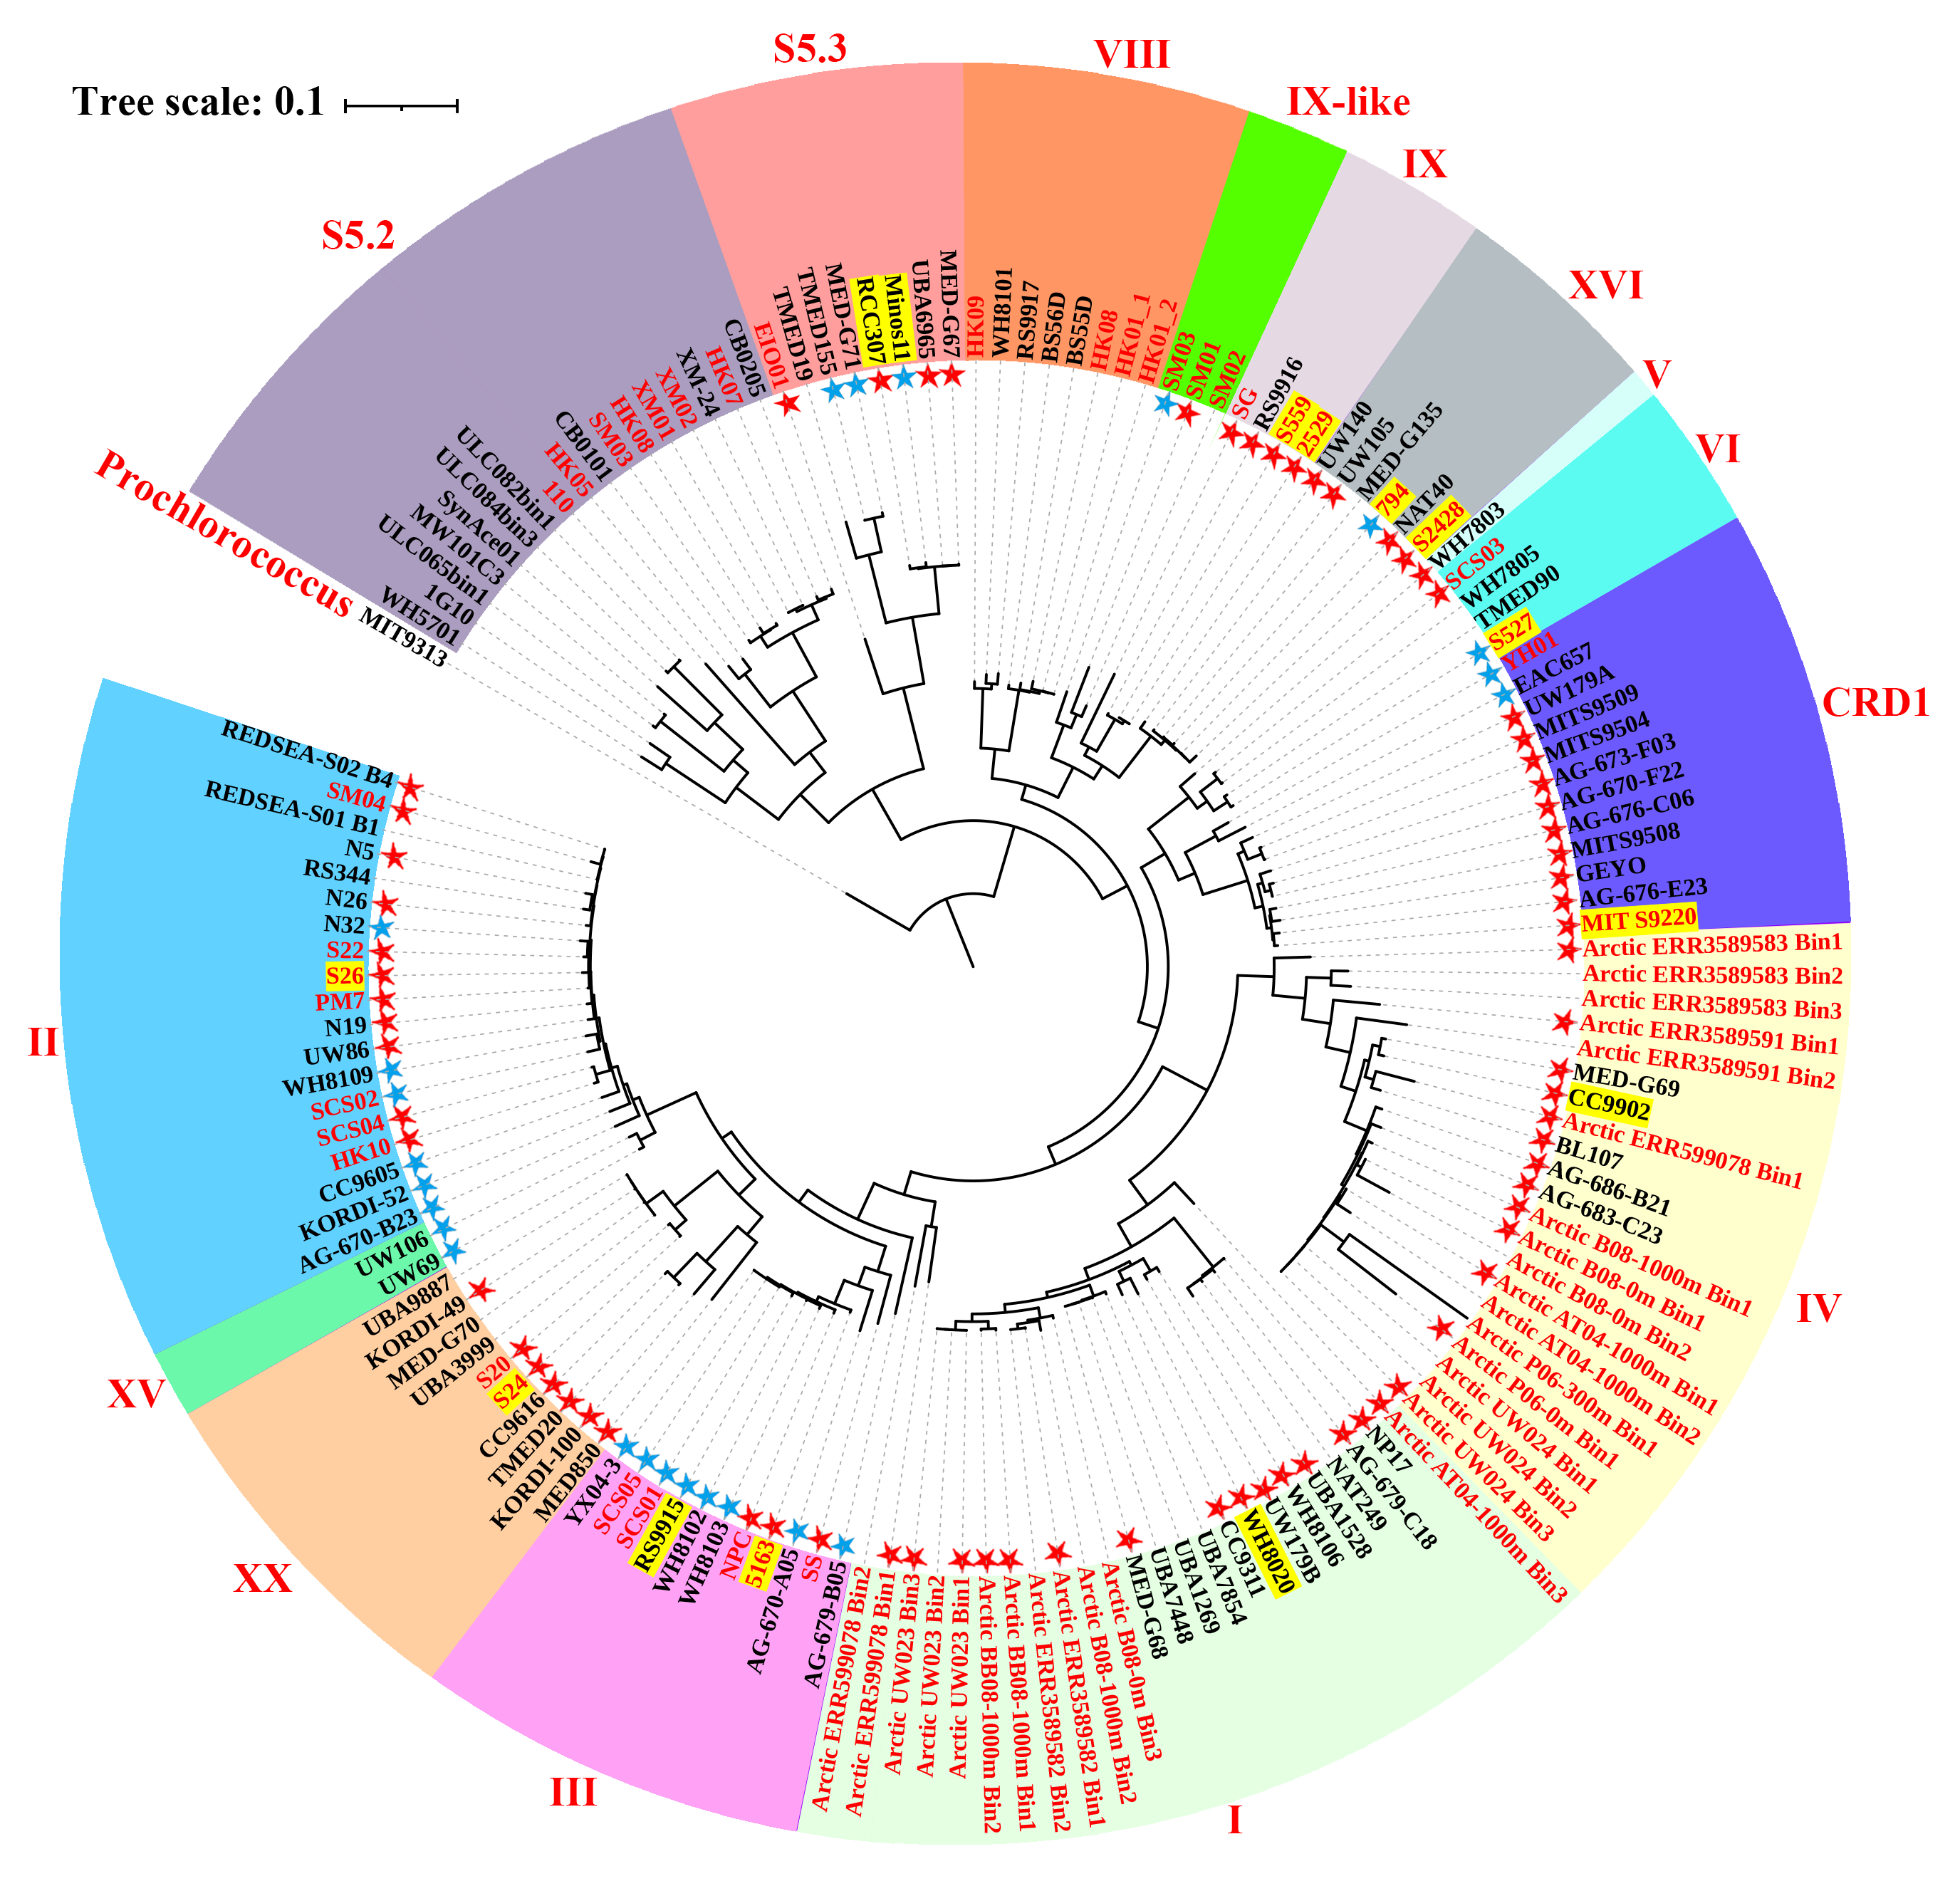 Tree scale: 0.1
S5.3
VIII
IX-like
IX
XVI
V
VI
CRD1
IV
I
III
XX
XV
II
Prochlorococcus
S5.2
MIT9313
WH5701
1G10
ULC065bin1
MW101C3
SynAce01
ULC084bin3
ULC082bin1
110
HK05
CB0101
SM03
HK08
XM01
XM02
XM-24
HK07
CB0205
EIO01
TMED19
TMED155
MED-G71
RCC307
Minos11
UBA6965
MED-G67
HK09
WH8101
RS9917
BS56D
BS55D
HK08
HK01_1
HK01_2
SM03
SM01
SM02
SG
RS9916
S559
2529
UW140
UW105
MED-G135
794
NAT40
S2428
WH7803
SCS03
WH7805
TMED90
S527
YH01
EAC657
UW179A
MITS9509
MITS9504
AG-673-F03
AG-670-F22
AG-676-C06
MITS9508
GEYO
AG-676-E23
MIT S9220
Arctic ERR3589583 Bin1
Arctic ERR3589583 Bin2
Arctic ERR3589583 Bin3
Arctic ERR3589591 Bin1
Arctic ERR3589591 Bin2
MED-G69
CC9902
Arctic ERR599078 Bin1
BL107
AG-686-B21
AG-683-C23
Arctic B08-1000m Bin1
Arctic B08-0m Bin1
Arctic B08-0m Bin2
Arctic AT04-1000m Bin1
Arctic AT04-1000m Bin2
Arctic P06-300m Bin1
Arctic P06-0m Bin1
Arctic UW024 Bin1
Arctic UW024 Bin2
Arctic UW024 Bin3
Arctic AT04-1000m Bin3
NP17
AG-679-C18
NAT249
UBA1528
WH8106
UW179B
WH8020
CC9311
UBA7854
UBA1269
UBA7448
MED-G68
Arctic B08-0m Bin3
Arctic B08-1000m Bin2
Arctic ERR3589582 Bin1
Arctic ERR3589582 Bin2
Arctic BB08-1000m Bin1
Arctic BB08-1000m Bin2
Arctic UW023 Bin1
Arctic UW023 Bin2
Arctic UW023 Bin3
Arctic ERR599078 Bin1
Arctic ERR599078 Bin2
AG-679-B05
SS
AG-670-A05
5163
NPC
WH8103
WH8102
RS9915
SCS01
SCS05
YX04-3
MED850
KORDI-100
TMED20
CC9616
S24
S20
UBA3999
MED-G70
KORDI-49
UBA9887
UW69
UW106
AG-670-B23
KORDI-52
CC9605
HK10
SCS04
SCS02
WH8109
UW86
N19
PM7
S26
S22
N32
N26
RS344
N5
REDSEA-S01 B1
SM04
REDSEA-S02 B4